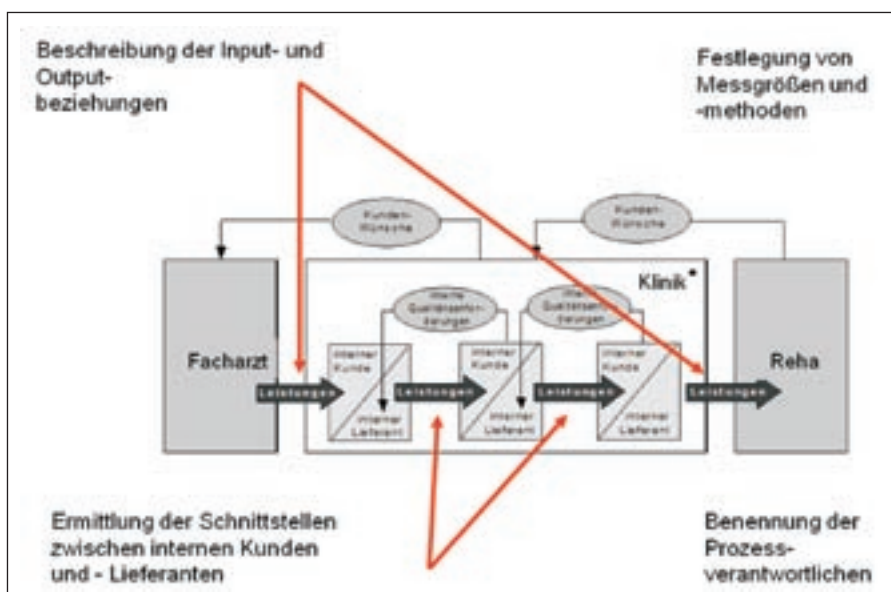 Beschreibung der Input- und
Output-
beziehungen
Festlegung von
Messgrößen und
-methoden
Kunden-
Wünsche
Kunden-
Wünsche
Klinik*
Interne
Qualitätsanfor-
derungen
Interne
Qualitätsanfor-
derungen
Facharzt
Interner
Kunde
Interner
Kunde
Interner
Kunde
Reha
Leistungen
Leistungen
Leistungen
Leistungen
Interner
Lieferant
Interner
Lieferant
Interner
Lieferant
Ermittlung der Schnittstellen
zwischen internen Kunden
und - Lieferanten
Benennung der
Prozess-
verantwortlichen